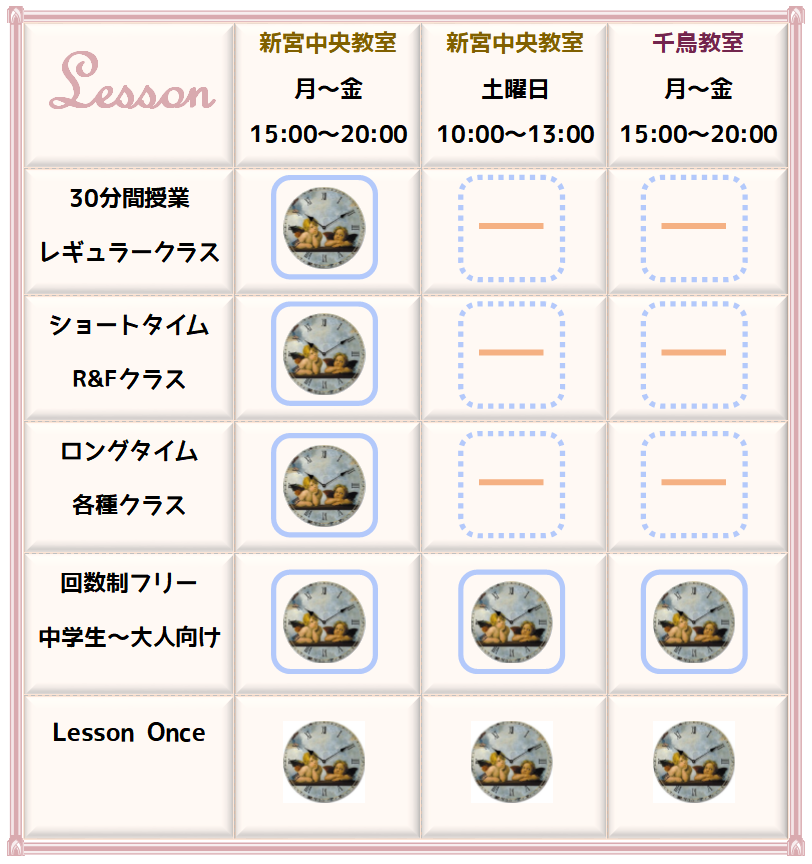 Lesson
新宮中央教室
月～金
15:00～20:00
新宮中央教室
土曜日
10:00～13:00
千鳥教室
月～金
15:00～20:00
30分間授業
レギュラークラス
ショートタイム
R&Fクラス
ロングタイム
各種クラス
回数制フリー
中学生～大人向け
Lesson Once